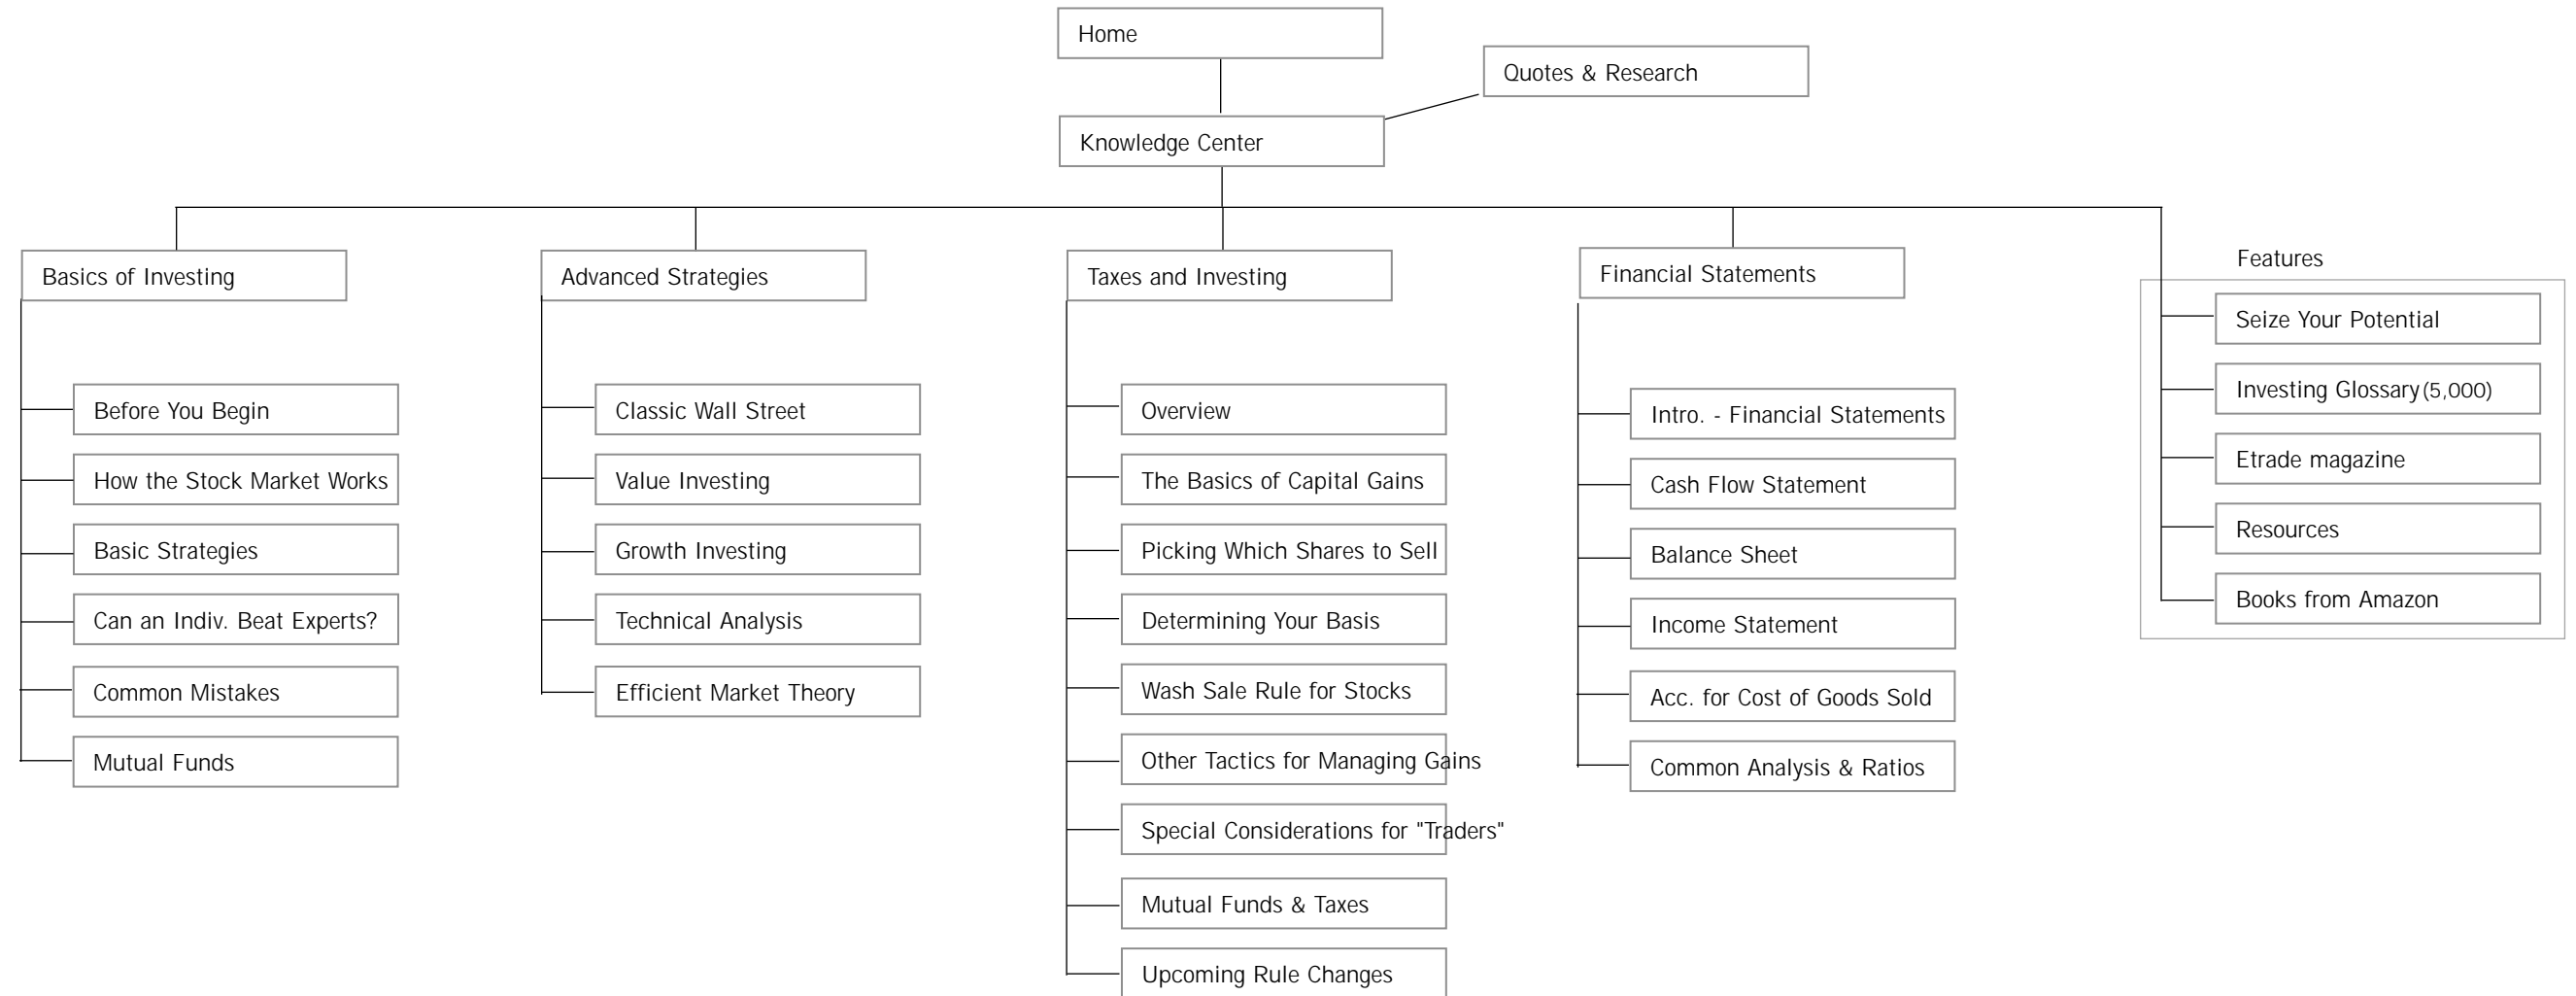 Home
Quotes & Research
Knowledge Center
Basics of Investing
Before You Begin
How the Stock Market Works
Basic Strategies
Can an Indiv. Beat Experts?
Common Mistakes
Mutual Funds
Advanced Strategies
Classic Wall Street
Value Investing
Growth Investing
Technical Analysis
Efficient Market Theory
Taxes and Investing
Overview
The Basics of Capital Gains
Picking Which Shares to Sell
Determining Your Basis
Wash Sale Rule for Stocks
Other Tactics for Managing Gains
Special Considerations for "Traders"
Mutual Funds & Taxes
Upcoming Rule Changes
Financial Statements
Intro. - Financial Statements
Cash Flow Statement
Balance Sheet
Income Statement
Acc. for Cost of Goods Sold
Common Analysis & Ratios
Features
Seize Your Potential
Investing Glossary (5,000)
Etrade magazine
Resources
Books from Amazon